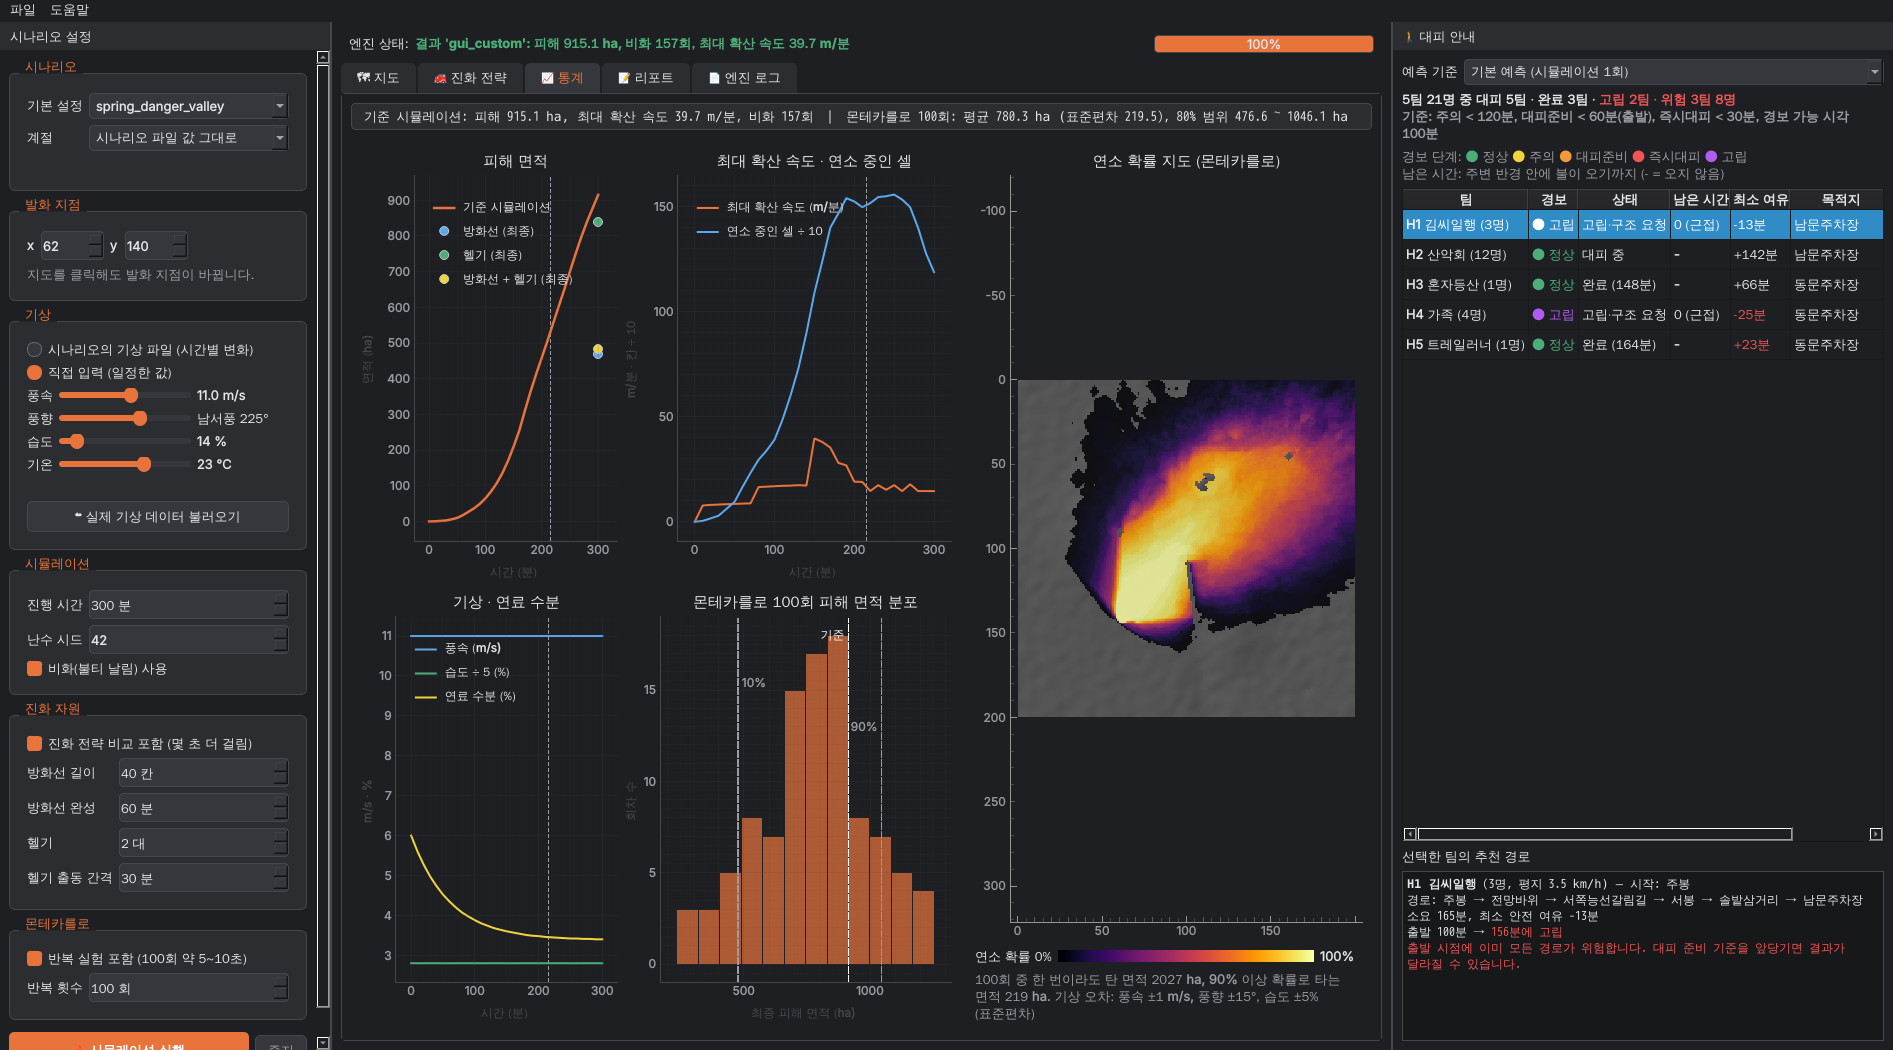 파일 도움말
시나리오 설정
시나리오
기본 설정 spring_danger_valley
계절 시나리오 파일 값 그대로
발화 지점
x 62 y 140
지도를 클릭해도 발화 지점이 바뀝니다.
기상
시나리오의 기상 파일 (시간별 변화)
직접 입력 (일정한 값)
풍속 11.0 m/s
풍향 남서풍 225°
습도 14 %
기온 23 °C
실제 기상 데이터 불러오기
시뮬레이션
진행 시간 300 분
난수 시드 42
비화(불티 날림) 사용
진화 자원
진화 전략 비교 포함 (몇 초 더 걸림)
방화선 길이 40 칸
방화선 완성 60 분
헬기 2 대
헬기 출동 간격 30 분
몬테카를로
반복 실험 포함 (100회 약 5~10초)
반복 횟수 100 회
시뮬레이션 실행 중지
엔진 상태: 결과 'gui_custom': 피해 915.1 ha, 비화 157회, 최대 확산 속도 39.7 m/분
100%
지도 진화 전략 통계 리포트 엔진 로그
기준 시뮬레이션: 피해 915.1 ha, 최대 확산 속도 39.7 m/분, 비화 157회 | 몬테카를로 100회: 평균 780.3 ha (표준편차 219.5), 80% 범위 476.6 ~ 1046.1 ha
피해 면적
900
800
700
600
500
400
300
200
100
0
기준 시뮬레이션
방화선 (최종)
헬기 (최종)
방화선 + 헬기 (최종)
면적 (ha)
0 100 200 300
시간 (분)
최대 확산 속도 · 연소 중인 셀
150
100
50
0
최대 확산 속도 (m/분)
연소 중인 셀 ÷ 10
m/분 · 칸 ÷ 10
0 100 200 300
시간 (분)
연소 확률 지도 (몬테카를로)
-100
-50
0
50
100
150
200
250
300
0 50 100 150
연소 확률 0% 100%
100회 중 한 번이라도 탄 면적 2027 ha, 90% 이상 확률로 타는
면적 219 ha. 기상 오차: 풍속 ±1 m/s, 풍향 ±15°, 습도 ±5%
(표준편차)
기상 · 연료 수분
11
10
9
8
7
6
5
4
3
풍속 (m/s)
습도 ÷ 5 (%)
연료 수분 (%)
m/s · %
0 100 200 300
시간 (분)
몬테카를로 100회 피해 면적 분포
기준
10%
90%
15
10
5
0
회차 수
500 1000
최종 피해 면적 (ha)
대피 안내
예측 기준 기본 예측 (시뮬레이션 1회)
5팀 21명 중 대피 5팀 · 완료 3팀 · 고립 2팀 · 위험 3팀 8명
기준: 주의 < 120분, 대피준비 < 60분(출발), 즉시대피 < 30분, 경보 가능 시각
100분
경보 단계: 정상 주의 대피준비 즉시대피 고립
남은 시간: 주변 반경 안에 불이 오기까지 (- = 오지 않음)
팀 경보 상태 남은 시간 최소 여유 목적지
H1 김씨일행 (3명) 고립 고립·구조 요청 0 (근접) -13분 남문주차장
H2 산악회 (12명) 정상 대피 중 - +142분 남문주차장
H3 혼자등산 (1명) 정상 완료 (148분) - +66분 동문주차장
H4 가족 (4명) 고립 고립·구조 요청 0 (근접) -25분 동문주차장
H5 트레일러너 (1명) 정상 완료 (164분) - +23분 동문주차장
선택한 팀의 추천 경로
H1 김씨일행 (3명, 평지 3.5 km/h) — 시작: 주봉
경로: 주봉 → 전망바위 → 서쪽능선갈림길 → 서봉 → 솔밭삼거리 → 남문주차장
소요 165분, 최소 안전 여유 -13분
출발 100분 → 156분에 고립
출발 시점에 이미 모든 경로가 위험합니다. 대피 준비 기준을 앞당기면 결과가
달라질 수 있습니다.